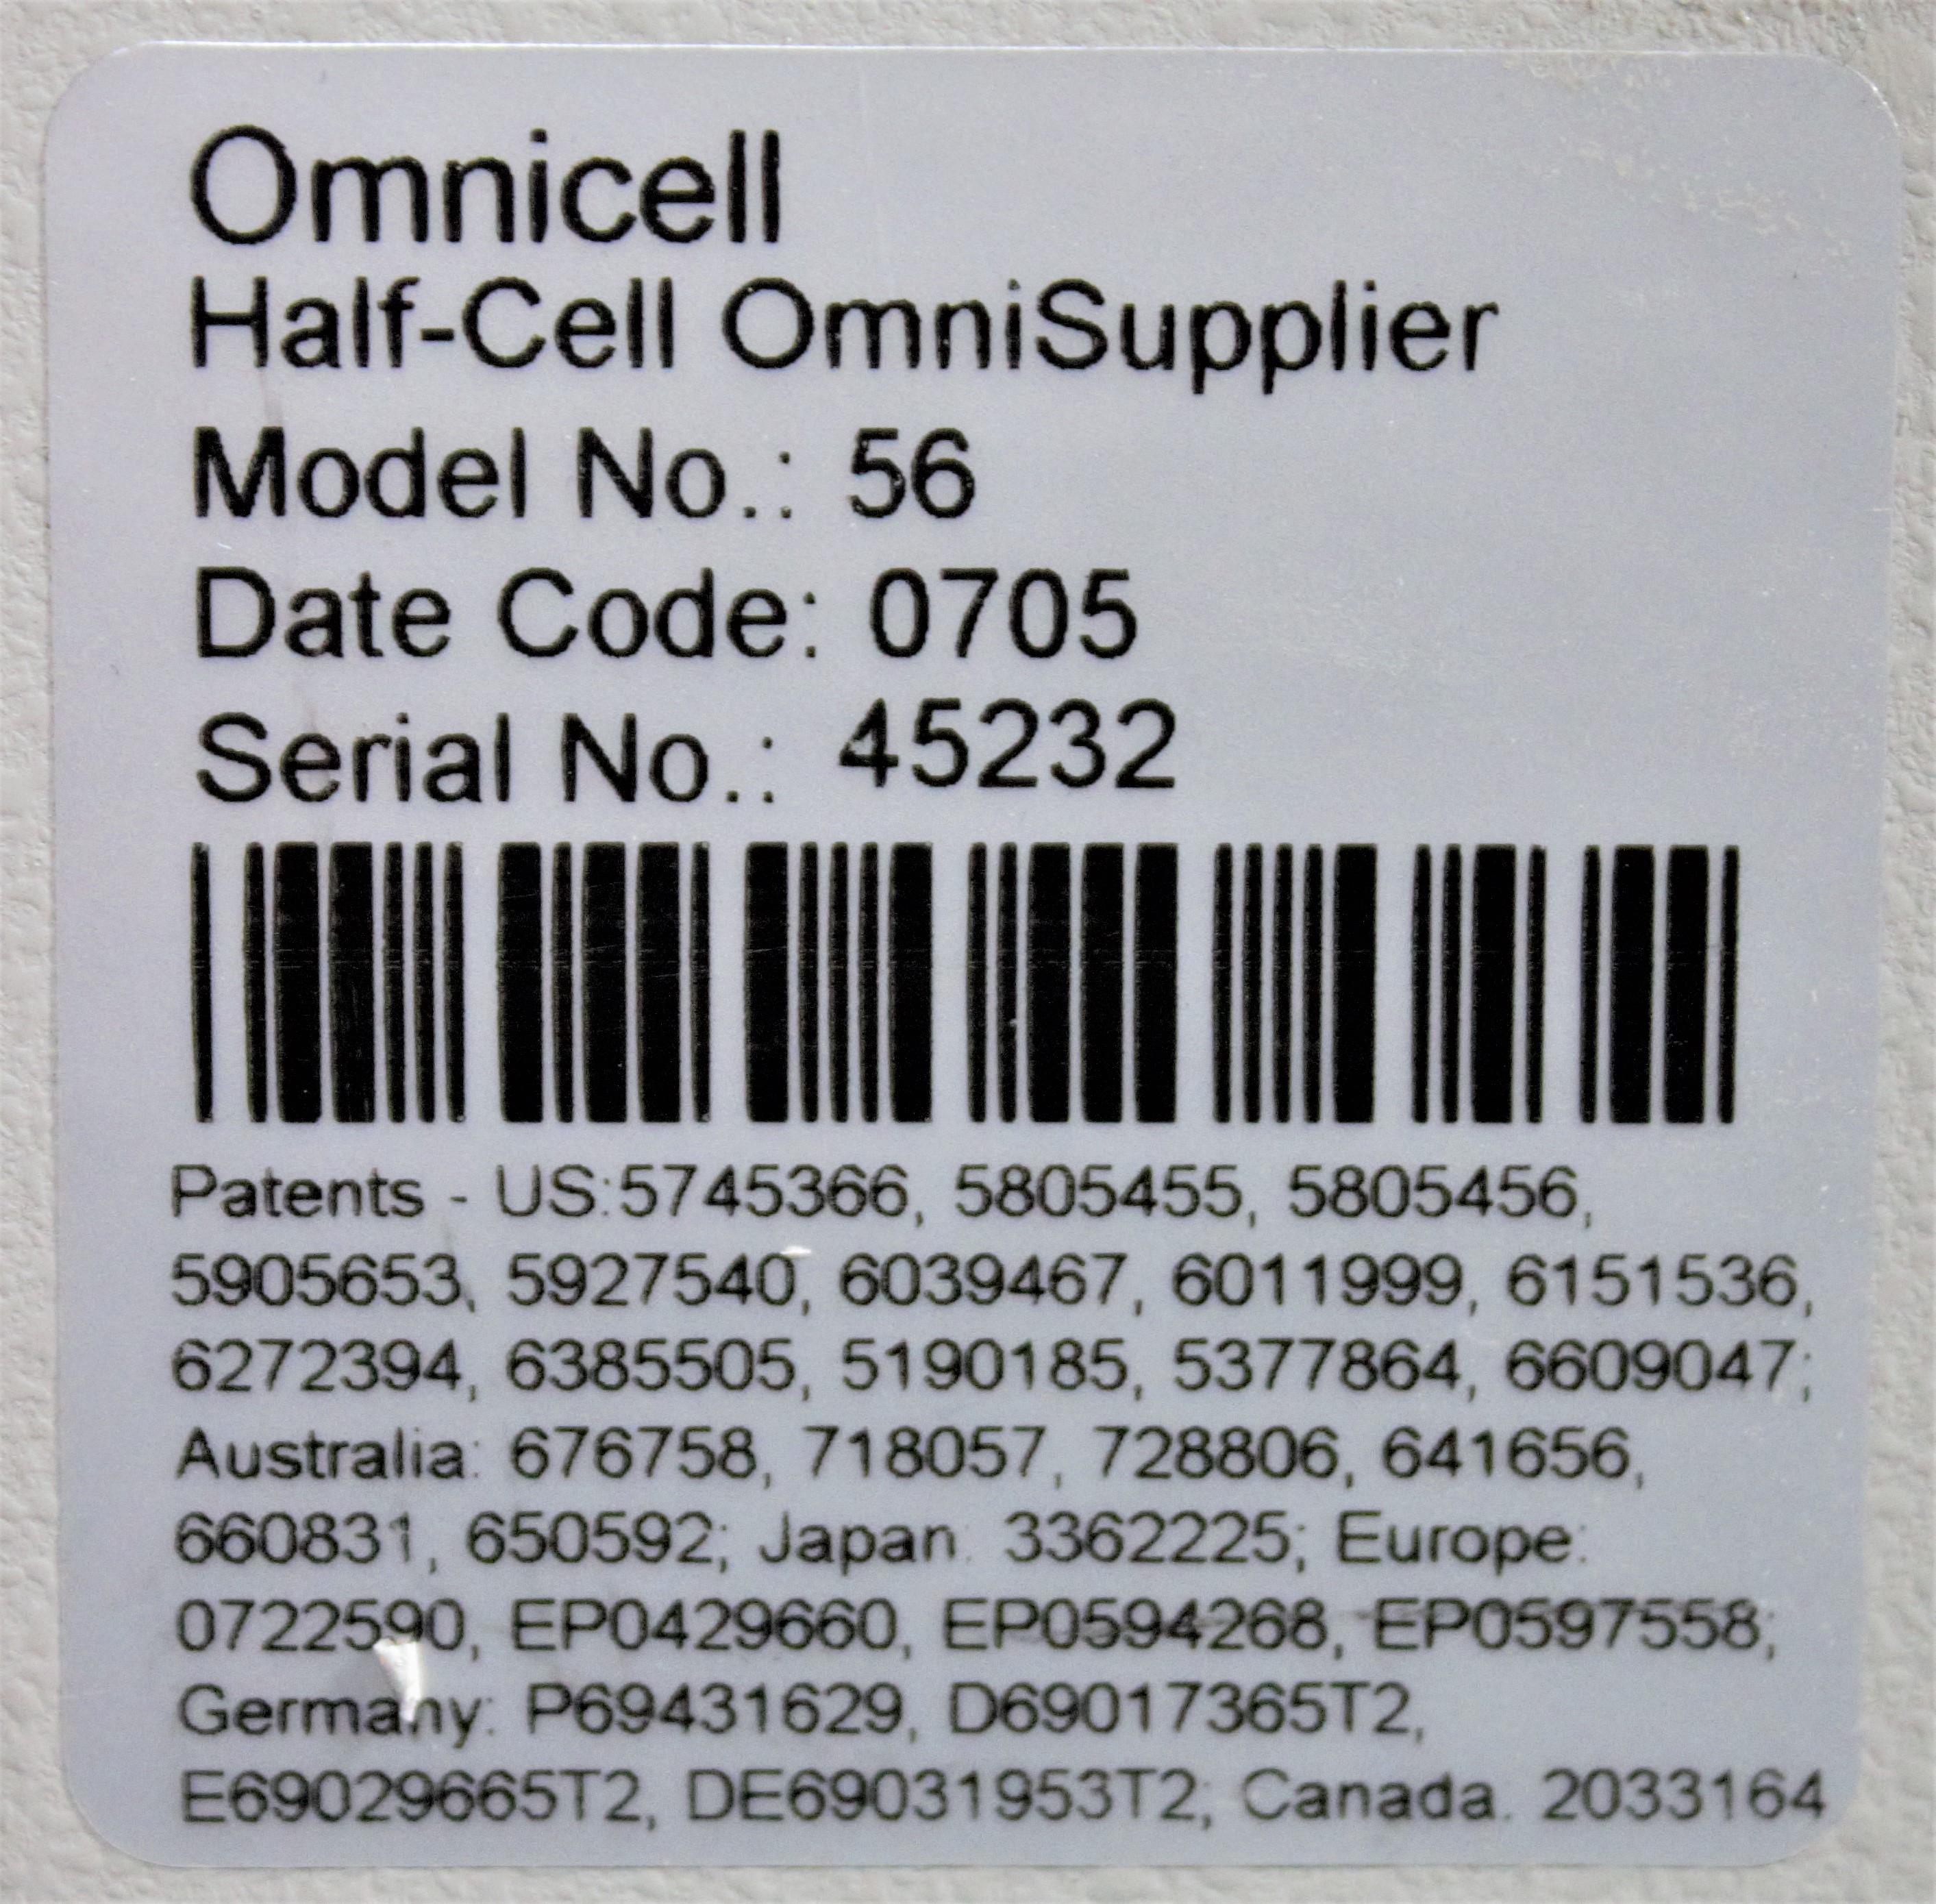 Omnicell
Half-Cell OmniSupplier
Model No.: 56
Date Code: 0705
Serial No.: 45232
Patents - US:5745366, 5805455, 5805456,
5905653, 5927540, 6039467, 6011999, 6151536,
6272394, 6385505, 5190185, 5377864, 6609047;
Australia: 676758, 718057, 728806, 641656,
660831, 650592; Japan: 3362225; Europe:
0722590, EP0429660, EP0594268, EP0597558;
Germany: P69431629, D69017365T2,
E69029665T2, DE69031953T2; Canada. 2033164